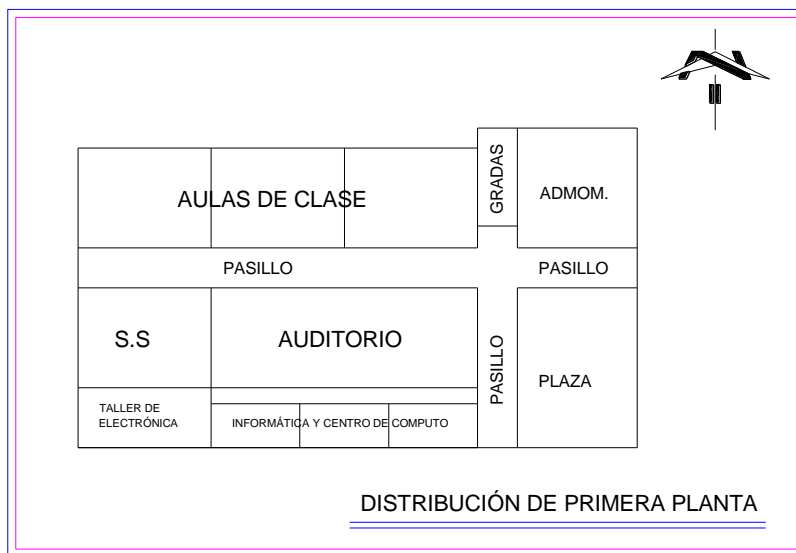 GRADAS
AULAS DE CLASE
ADMOM.
PASILLO
PASILLO
S.S
AUDITORIO
PASILLO
PLAZA
TALLER DE
ELECTRÓNICA
INFORMÁTICA Y CENTRO DE COMPUTO
DISTRIBUCIÓN DE PRIMERA PLANTA